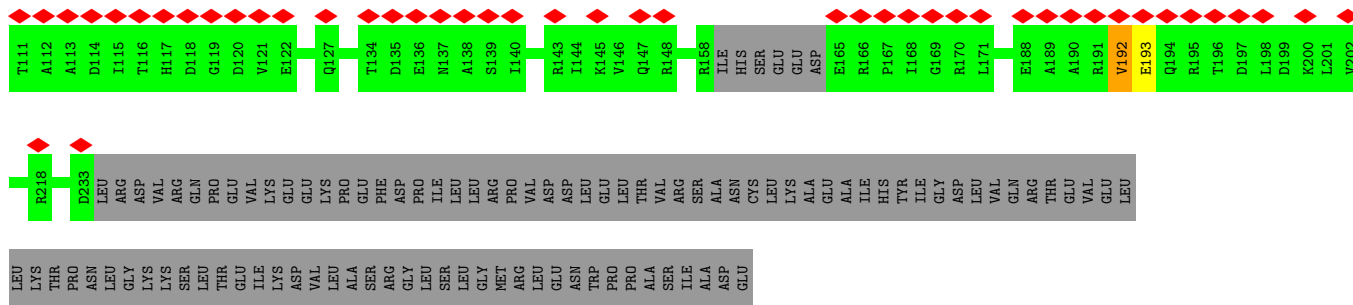 T111 A112 A113 D114 I115 T116 H117 D118 G119 D120 V121 E122 Q127 T134 D135 E136 N137 A138 S139 I140 R143 I144 K145 V146 Q147 R148 R158 ILE HIS SER GLU GLU ASP E165 R166 P167 I168 G169 R170 L171 E188 A189 A190 R191 V192 E193 Q194 R195 T196 D197 L198 D199 K200 L201 V202
R218 D233 LEU ARG ASP VAL ARG GLN PRO GLU VAL LYS GLU GLU LYS PRO GLU PHE ASP PRO ILE LEU LEU ARG PRO VAL ASP ASP LEU GLU LEU THR VAL ARG SER ALA ASN CYS LEU LYS ALA GLU ALA ILE HIS TYR ILE GLY ASP LEU VAL GLN ARG THR GLU VAL GLU LEU
LEU LYS THR PRO ASN LEU GLY LYS LYS SER LEU THR GLU ILE LYS ASP VAL LEU ALA SER ARG GLY LEU SER LEU GLY MET ARG LEU GLU ASN TRP PRO PRO ALA SER ILE ALA ASP GLU